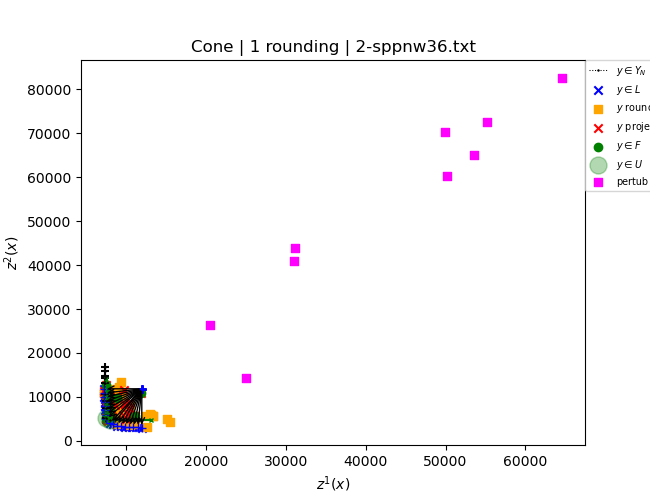 Cone | 1 rounding | 2-sppnw36.txt
y ∈ Y_N
y ∈ L
y roun
y proje
y ∈ F
y ∈ U
pertub
80000
70000
60000
50000
40000
30000
20000
10000
0
z²(x)
10000 20000 30000 40000 50000 60000
z¹(x)